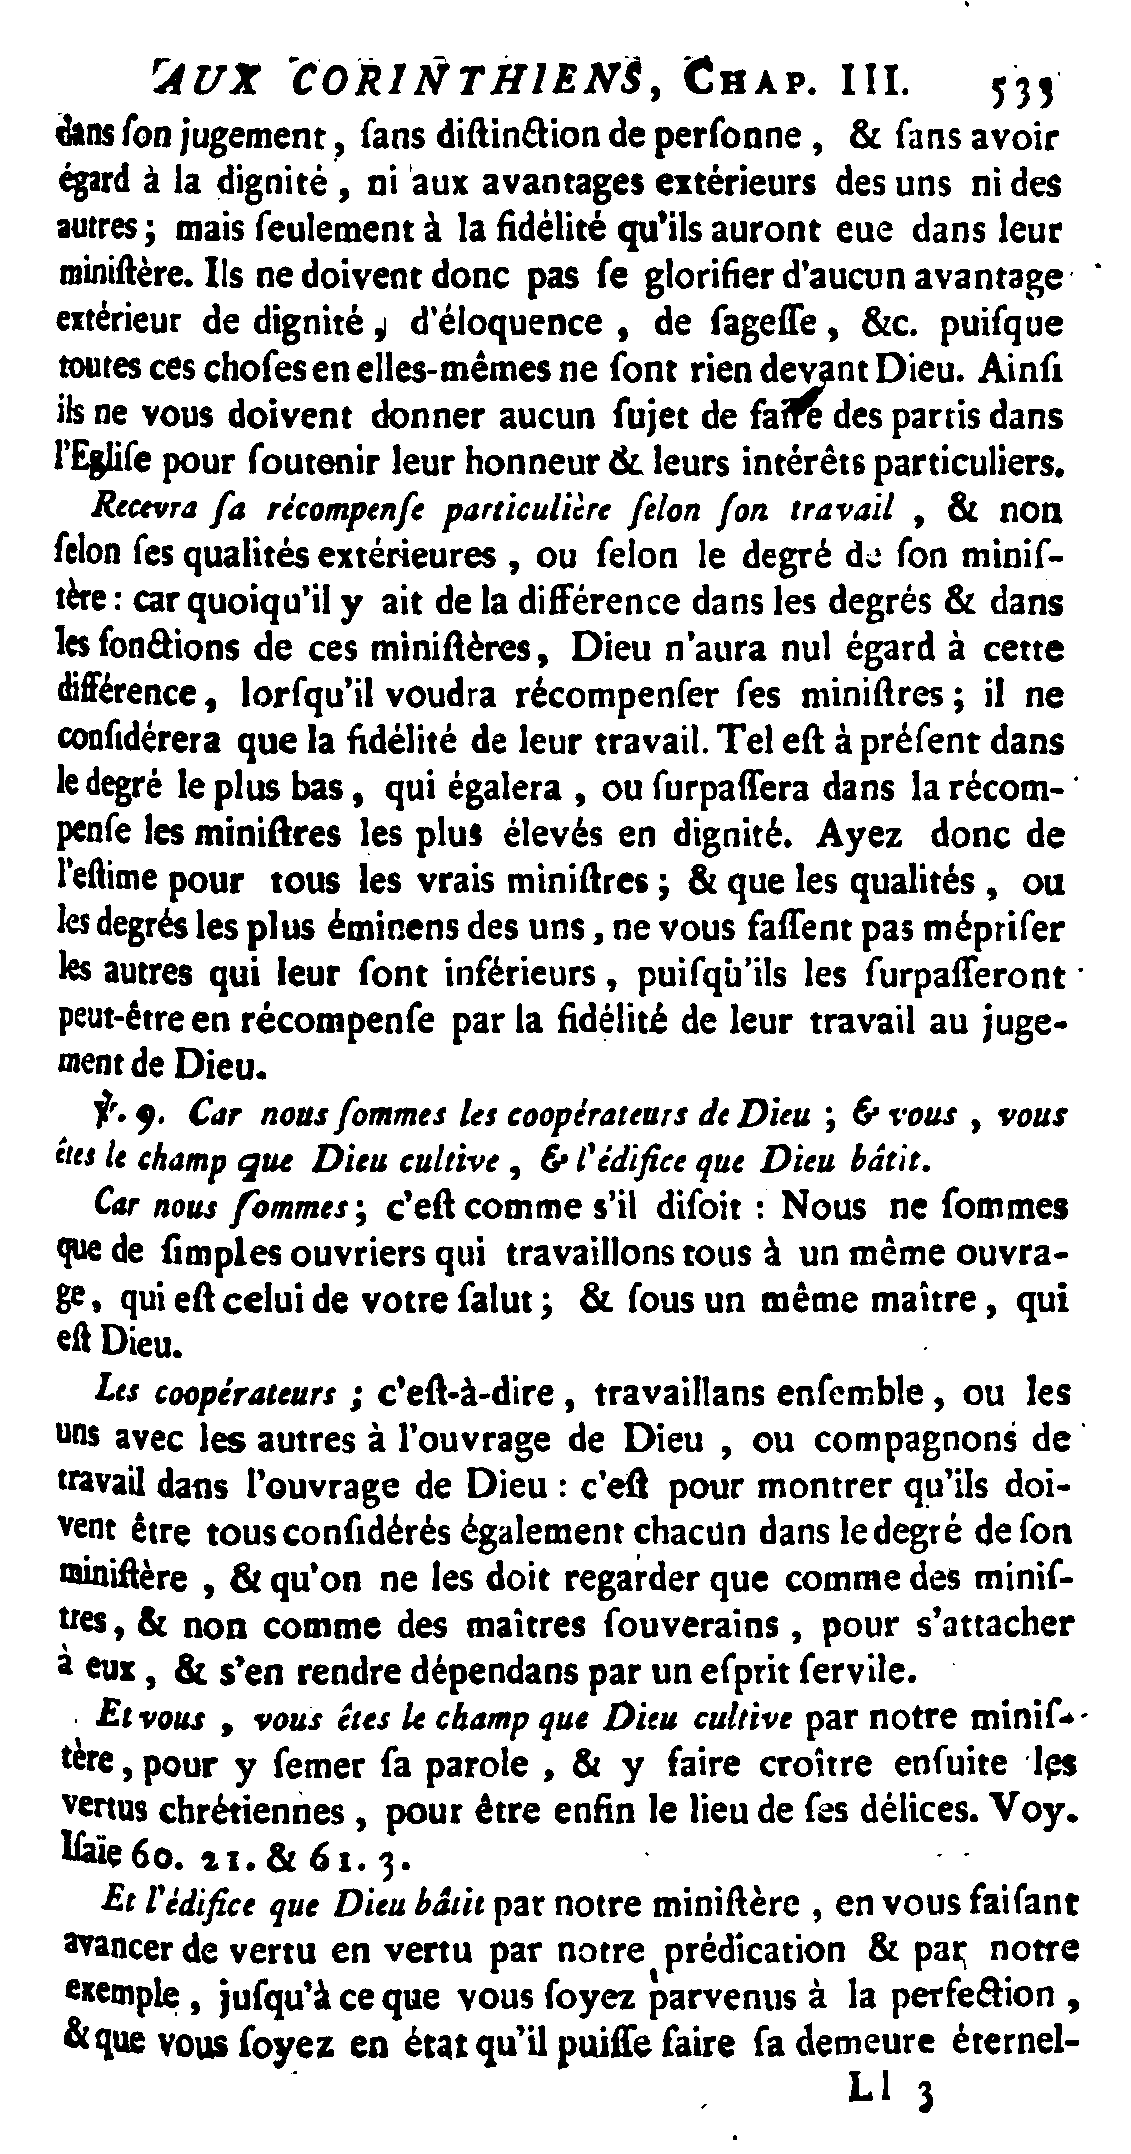 AUX CORINTHIENS, CHAP. III. 535
dans ſon jugement, ſans diſtinction de perſonne, & ſans avoir
égard à la dignité, ni aux avantages extérieurs des uns ni des
autres; mais ſeulement à la fidélité qu'ils auront eue dans leur
miniſtère. Ils ne doivent donc pas ſe glorifier d'aucun avantage
extérieur de dignité, d'éloquence, de ſageſſe, &c. puiſque
toutes ces choſes en elles-mêmes ne ſont rien devant Dieu. Ainſi
ils ne vous doivent donner aucun ſujet de faire des partis dans
l'Egliſe pour ſoutenir leur honneur & leurs intérêts particuliers.
Recevra ſa récompenſe particulière ſelon ſon travail, & non
ſelon ſes qualités extérieures, ou ſelon le degré de ſon miniſ-
tère: car quoiqu'il y ait de la différence dans les degrés & dans
les fonctions de ces miniſtères, Dieu n'aura nul égard à cette
différence, lorſqu'il voudra récompenſer ſes miniſtres; il ne
conſidérera que la fidélité de leur travail. Tel eſt à préſent dans
le degré le plus bas, qui égalera, ou ſurpaſſera dans la récom-
penſe les miniſtres les plus élevés en dignité. Ayez donc de
l'eſtime pour tous les vrais miniſtres; & que les qualités, ou
les degrés les plus éminens des uns, ne vous faſſent pas mépriſer
les autres qui leur ſont inférieurs, puiſqu'ils les ſurpaſſeront
peut-être en récompenſe par la fidélité de leur travail au juge-
ment de Dieu.
℣. 9. Car nous ſommes les coopérateurs de Dieu; & vous, vous
êtes le champ que Dieu cultive, & l'édifice que Dieu bâtit.
Car nous ſommes; c'eſt comme s'il diſoit: Nous ne ſommes
que de ſimples ouvriers qui travaillons tous à un même ouvra-
ge, qui eſt celui de votre ſalut; & ſous un même maître, qui
eſt Dieu.
Les coopérateurs; c'eſt-à-dire, travaillans enſemble, ou les
uns avec les autres à l'ouvrage de Dieu, ou compagnons de
travail dans l'ouvrage de Dieu: c'eſt pour montrer qu'ils doi-
vent être tous conſidérés également chacun dans le degré de ſon
miniſtère, & qu'on ne les doit regarder que comme des miniſ-
tres, & non comme des maîtres ſouverains, pour s'attacher
à eux, & s'en rendre dépendans par un eſprit ſervile.
Et vous, vous êtes le champ que Dieu cultive par notre miniſ-
tère, pour y ſemer ſa parole, & y faire croître enſuite les
vertus chrétiennes, pour être enfin le lieu de ſes délices. Voy.
Iſaïe 60. 21. & 61. 3.
Et l'édifice que Dieu bâtit par notre miniſtère, en vous faiſant
avancer de vertu en vertu par notre prédication & par notre
exemple, juſqu'à ce que vous ſoyez parvenus à la perfection,
& que vous ſoyez en état qu'il puiſſe faire ſa demeure éternel-
Ll 3